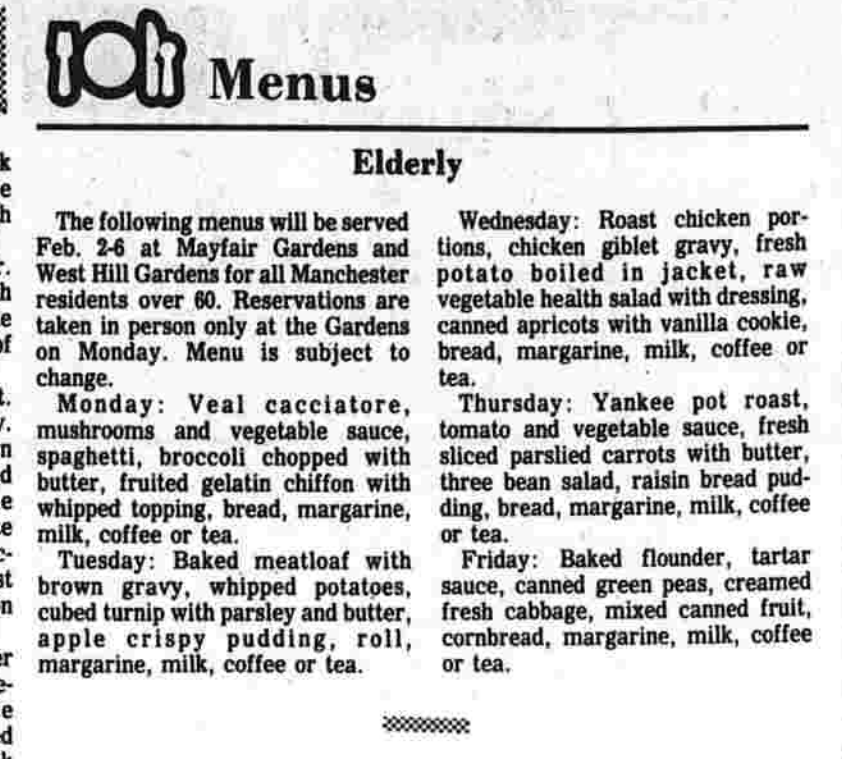 Menus
Elderly
The following menus will be served
Feb. 2-6 at Mayfair Gardens and
West Hill Gardens for all Manchester
residents over 60. Reservations are
taken in person only at the Gardens
on Monday. Menu is subject to
change.
Monday: Veal cacciatore,
mushrooms and vegetable sauce,
spaghetti, broccoli chopped with
butter, fruited gelatin chiffon with
whipped topping, bread, margarine,
milk, coffee or tea.
Tuesday: Baked meatloaf with
brown gravy, whipped potatoes,
cubed turnip with parsley and butter,
apple crispy pudding, roll,
margarine, milk, coffee or tea.
Wednesday: Roast chicken por-
tions, chicken giblet gravy, fresh
potato boiled in jacket, raw
vegetable health salad with dressing,
canned apricots with vanilla cookie,
bread, margarine, milk, coffee or
tea.
Thursday: Yankee pot roast,
tomato and vegetable sauce, fresh
sliced parslied carrots with butter,
three bean salad, raisin bread pud-
ding, bread, margarine, milk, coffee
or tea.
Friday: Baked flounder, tartar
sauce, canned green peas, creamed
fresh cabbage, mixed canned fruit,
cornbread, margarine, milk, coffee
or tea.